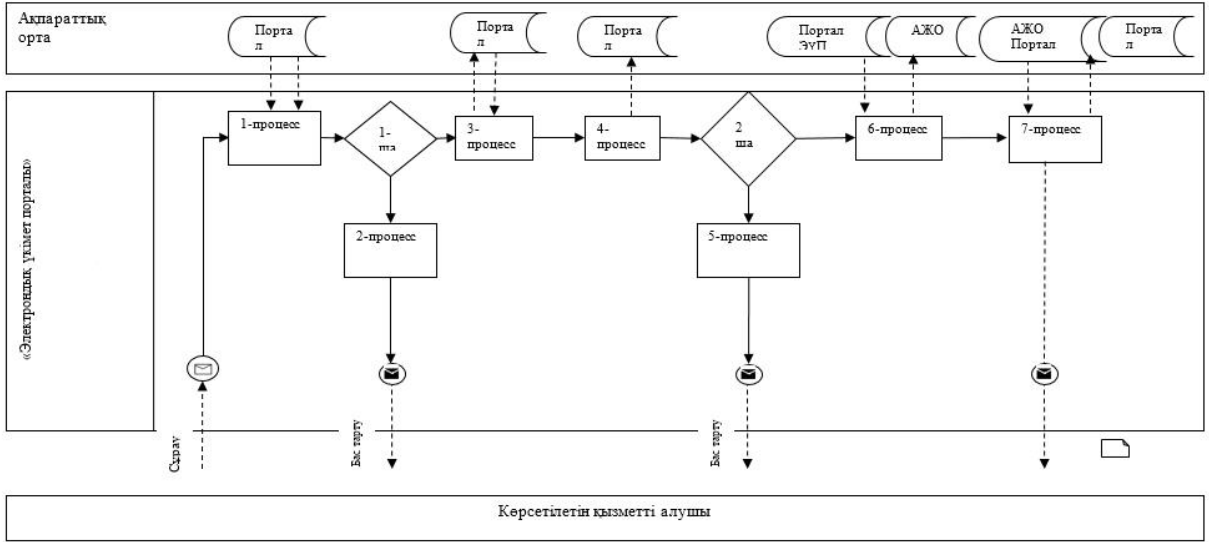 Ақпараттық
орта
Порта
л
Порта
л
Порта
л
Портал
ЭҮП
АЖО
АЖО
Портал
Порта
л
«Электрондық үкімет порталы»
1-процесс
1-
ша
3-
процесс
4-
процесс
2
ша
6-процесс
7-процесс
2-процесс
5-процесс
Сұрау
Бас тарту
Бас тарту
Көрсетілетін қызметті алушы